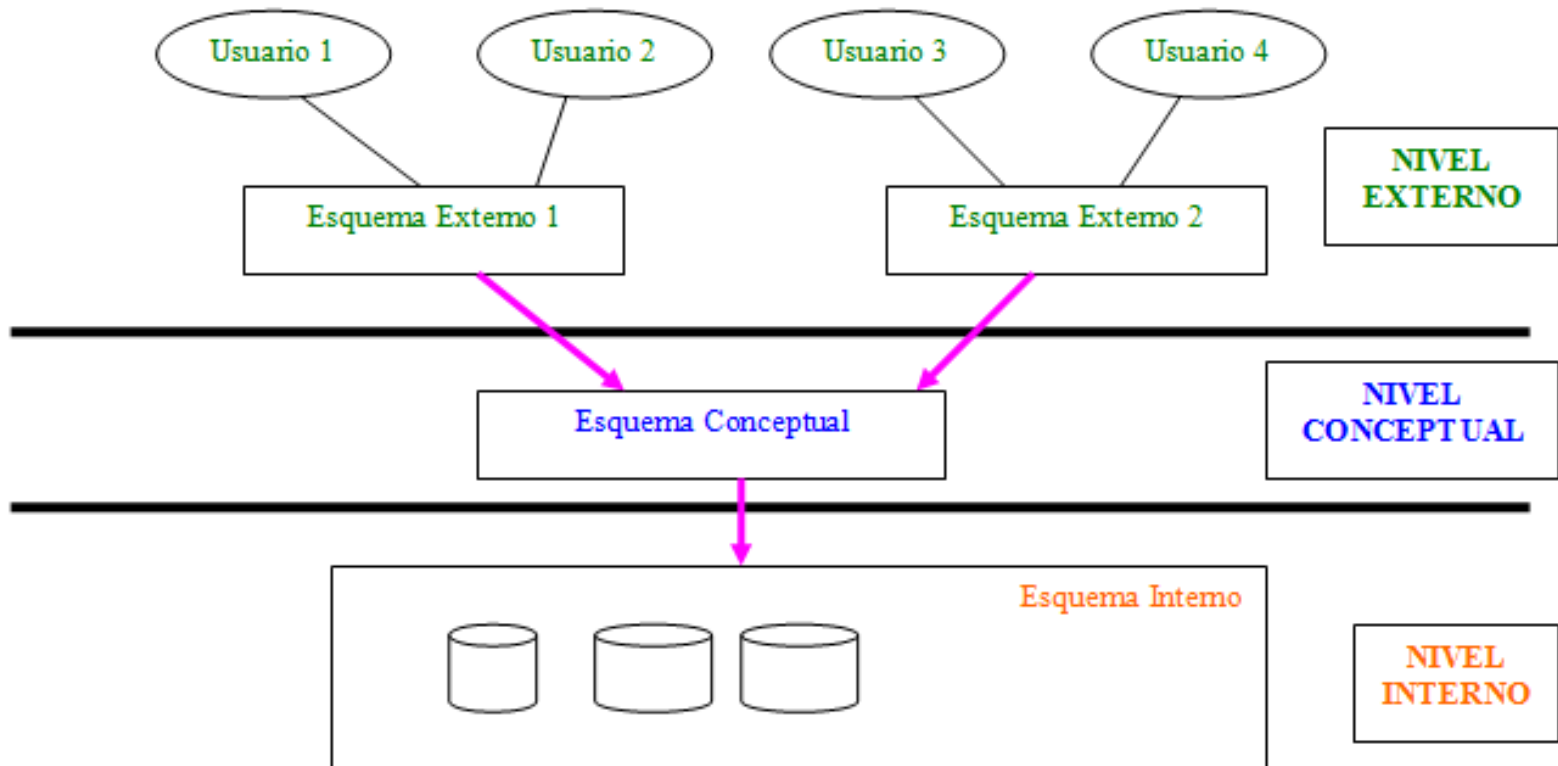 Usuario 1
Usuario 2
Usuario 3
Usuario 4
NIVEL
EXTERNO
Esquema Externo 1
Esquema Externo 2
NIVEL
CONCEPTUAL
Esquema Conceptual
Esquema Interno
NIVEL
INTERNO